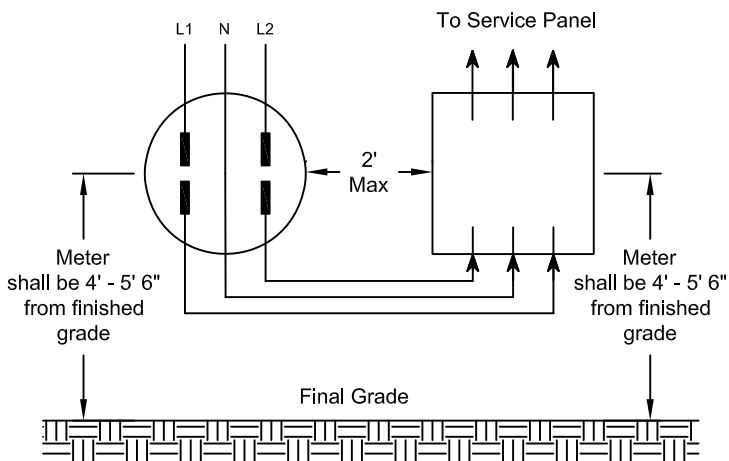 To Service Panel
L1 N L2
2'
Max
Meter
shall be 4' - 5' 6"
from finished
grade
Meter
shall be 4' - 5' 6"
from finished
grade
Final Grade